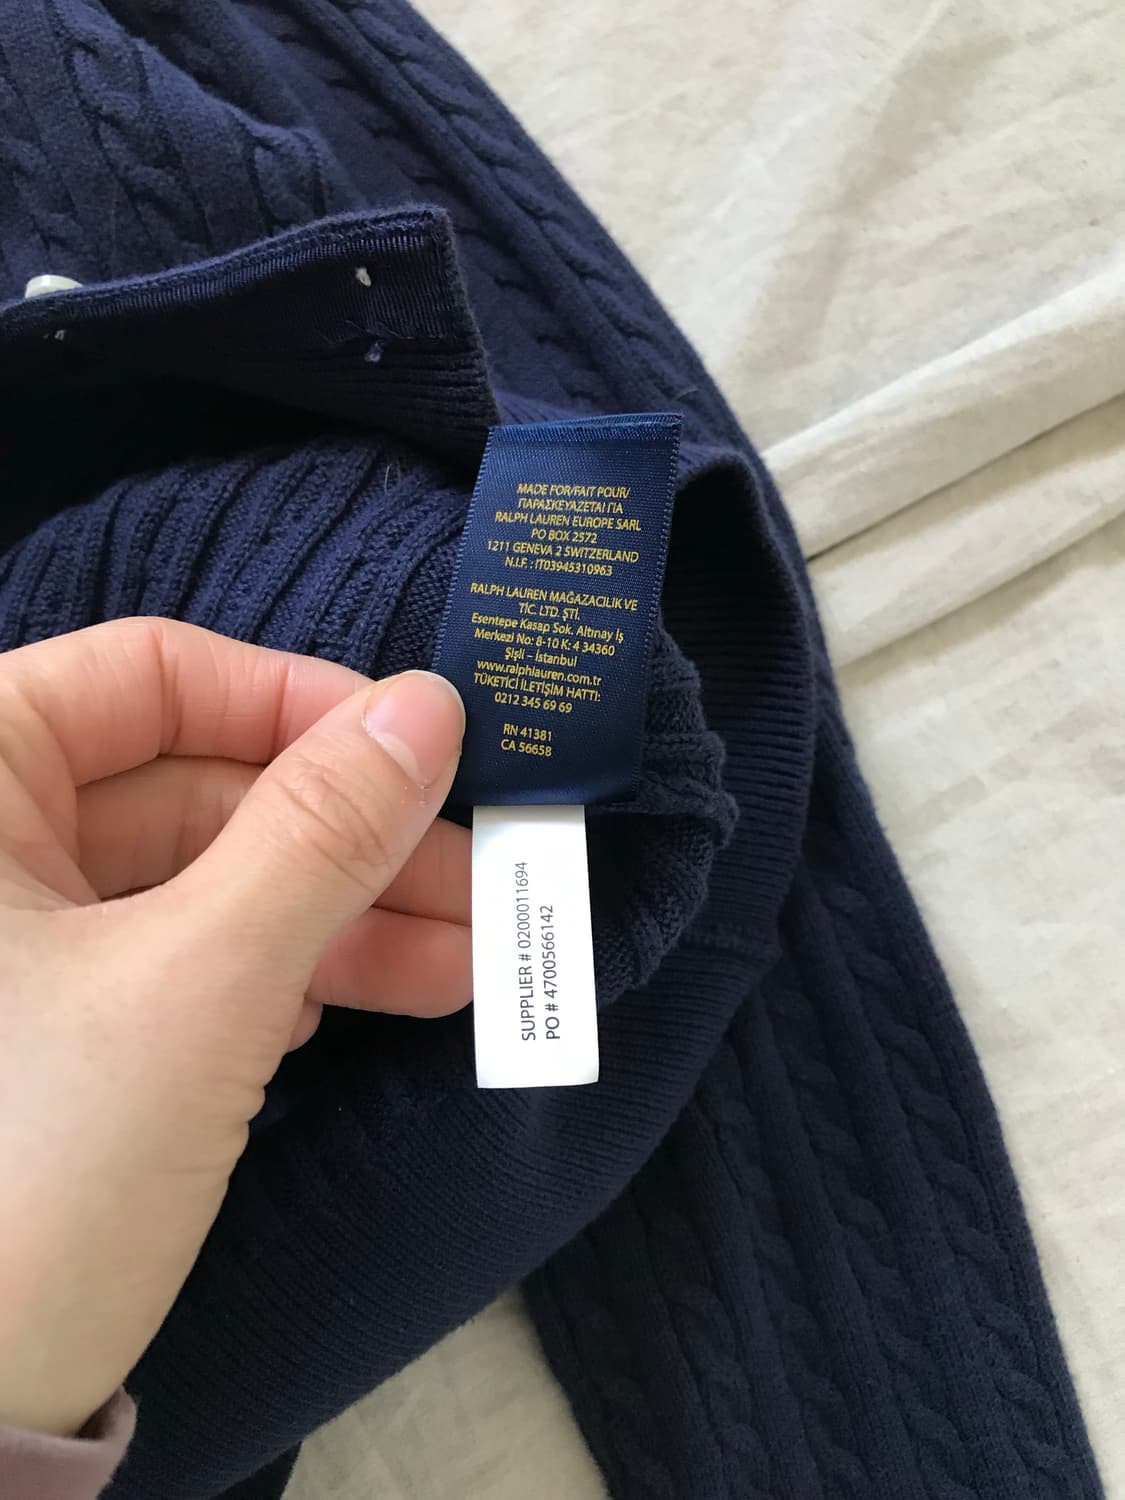 MADE FOR/FAIT POUR/
ΠΑΡΑΣΚΕΥΑΖΕΤΑΙ ΓΙΑ
RALPH LAUREN EUROPE SARL
PO BOX 2572
1211 GENEVA 2 SWITZERLAND
N.I.F. : IT03945310963
RALPH LAUREN MAĞAZACILIK VE
TİC. LTD. ŞTİ.
Esentepe Kasap Sok. Altınay İş
Merkezi No: 8-10 K: 4 34360
Şişli – İstanbul
www.ralphlauren.com.tr
TÜKETİCİ İLETİŞİM HATTI:
0212 345 69 69
RN 41381
CA 56658
SUPPLIER # 0200011694
PO # 4700566142